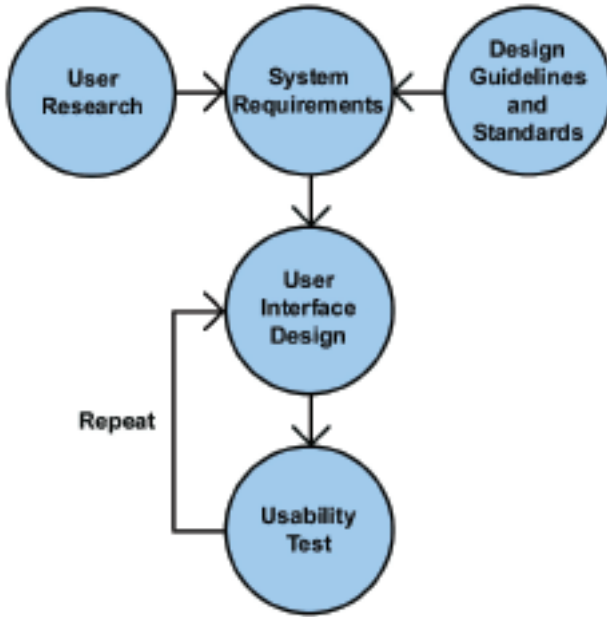 User
Research
System
Requirements
Design
Guidelines
and
Standards
User
Interface
Design
Repeat
Usability
Test